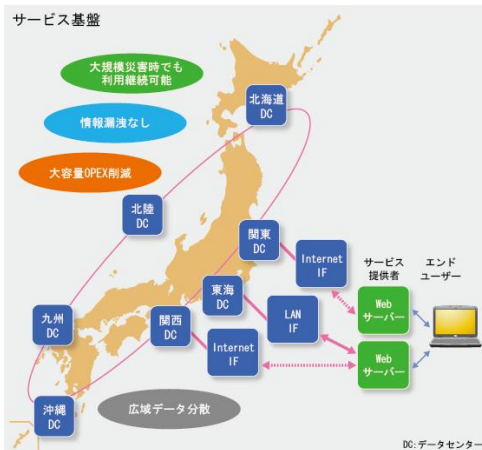 サービス基盤
大規模災害時でも
利用継続可能
情報漏洩なし
大容量OPEX削減
北海道
DC
北陸
DC
関東
DC
Internet
IF
サービス
提供者
エンド
ユーザー
東海
DC
Web
サーバー
九州
DC
関西
DC
LAN
IF
Internet
IF
Web
サーバー
沖縄
DC
広域データ分散
DC:データセンター